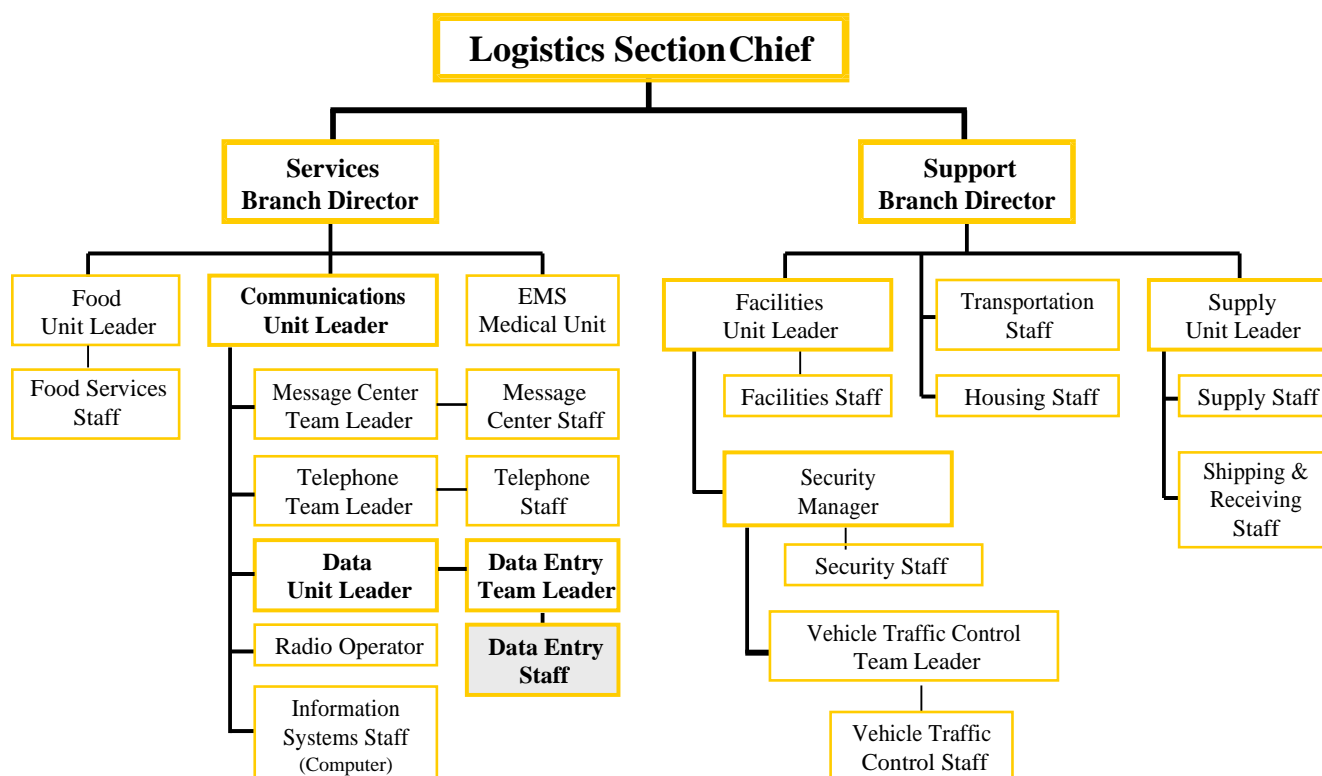 Logistics Section Chief
Services
Branch Director
Support
Branch Director
Food
Unit Leader
Communications
Unit Leader
EMS
Medical Unit
Facilities
Unit Leader
Transportation
Staff
Supply
Unit Leader
Food Services
Staff
Message Center
Team Leader
Message
Center Staff
Facilities Staff
Housing Staff
Supply Staff
Telephone
Team Leader
Telephone
Staff
Security
Manager
Shipping &
Receiving
Staff
Data
Unit Leader
Data Entry
Team Leader
Security Staff
Radio Operator
Data Entry
Staff
Vehicle Traffic Control
Team Leader
Information
Systems Staff
(Computer)
Vehicle Traffic
Control Staff